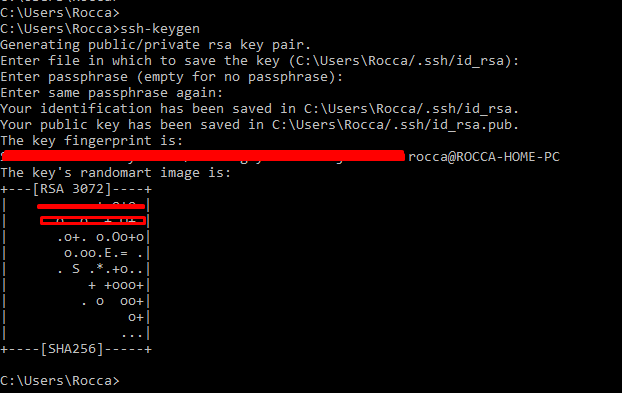 C:\Users\Rocca>
C:\Users\Rocca>ssh-keygen
Generating public/private rsa key pair.
Enter file in which to save the key (C:\Users\Rocca/.ssh/id_rsa):
Enter passphrase (empty for no passphrase):
Enter same passphrase again:
Your identification has been saved in C:\Users\Rocca/.ssh/id_rsa.
Your public key has been saved in C:\Users\Rocca/.ssh/id_rsa.pub.
The key fingerprint is:
rocca@ROCCA-HOME-PC
The key's randomart image is:
+---[RSA 3072]----+
|                 |
|                 |
|      .o+. o.Oo+o|
|       o.oo.E.= .|
|      . S .*.+o..|
|          + +ooo+|
|         . o  oo+|
|               o+|
|              ...|
+----[SHA256]-----+
C:\Users\Rocca>